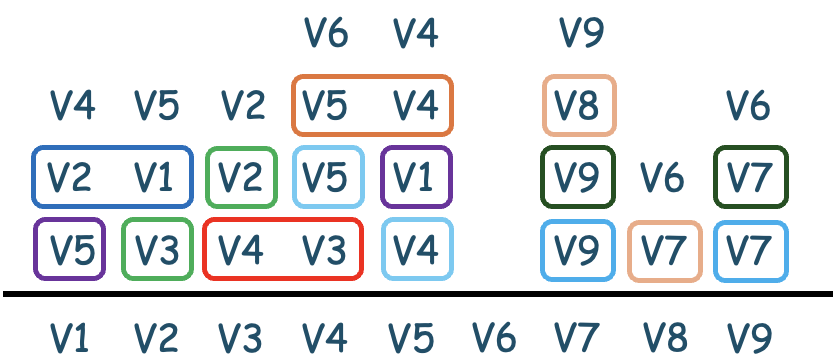 V6 V4 V9
V4 V5 V2 V5 V4 V8 V6
V2 V1 V2 V5 V1 V9 V6 V7
V5 V3 V4 V3 V4 V9 V7 V7
V1 V2 V3 V4 V5 V6 V7 V8 V9